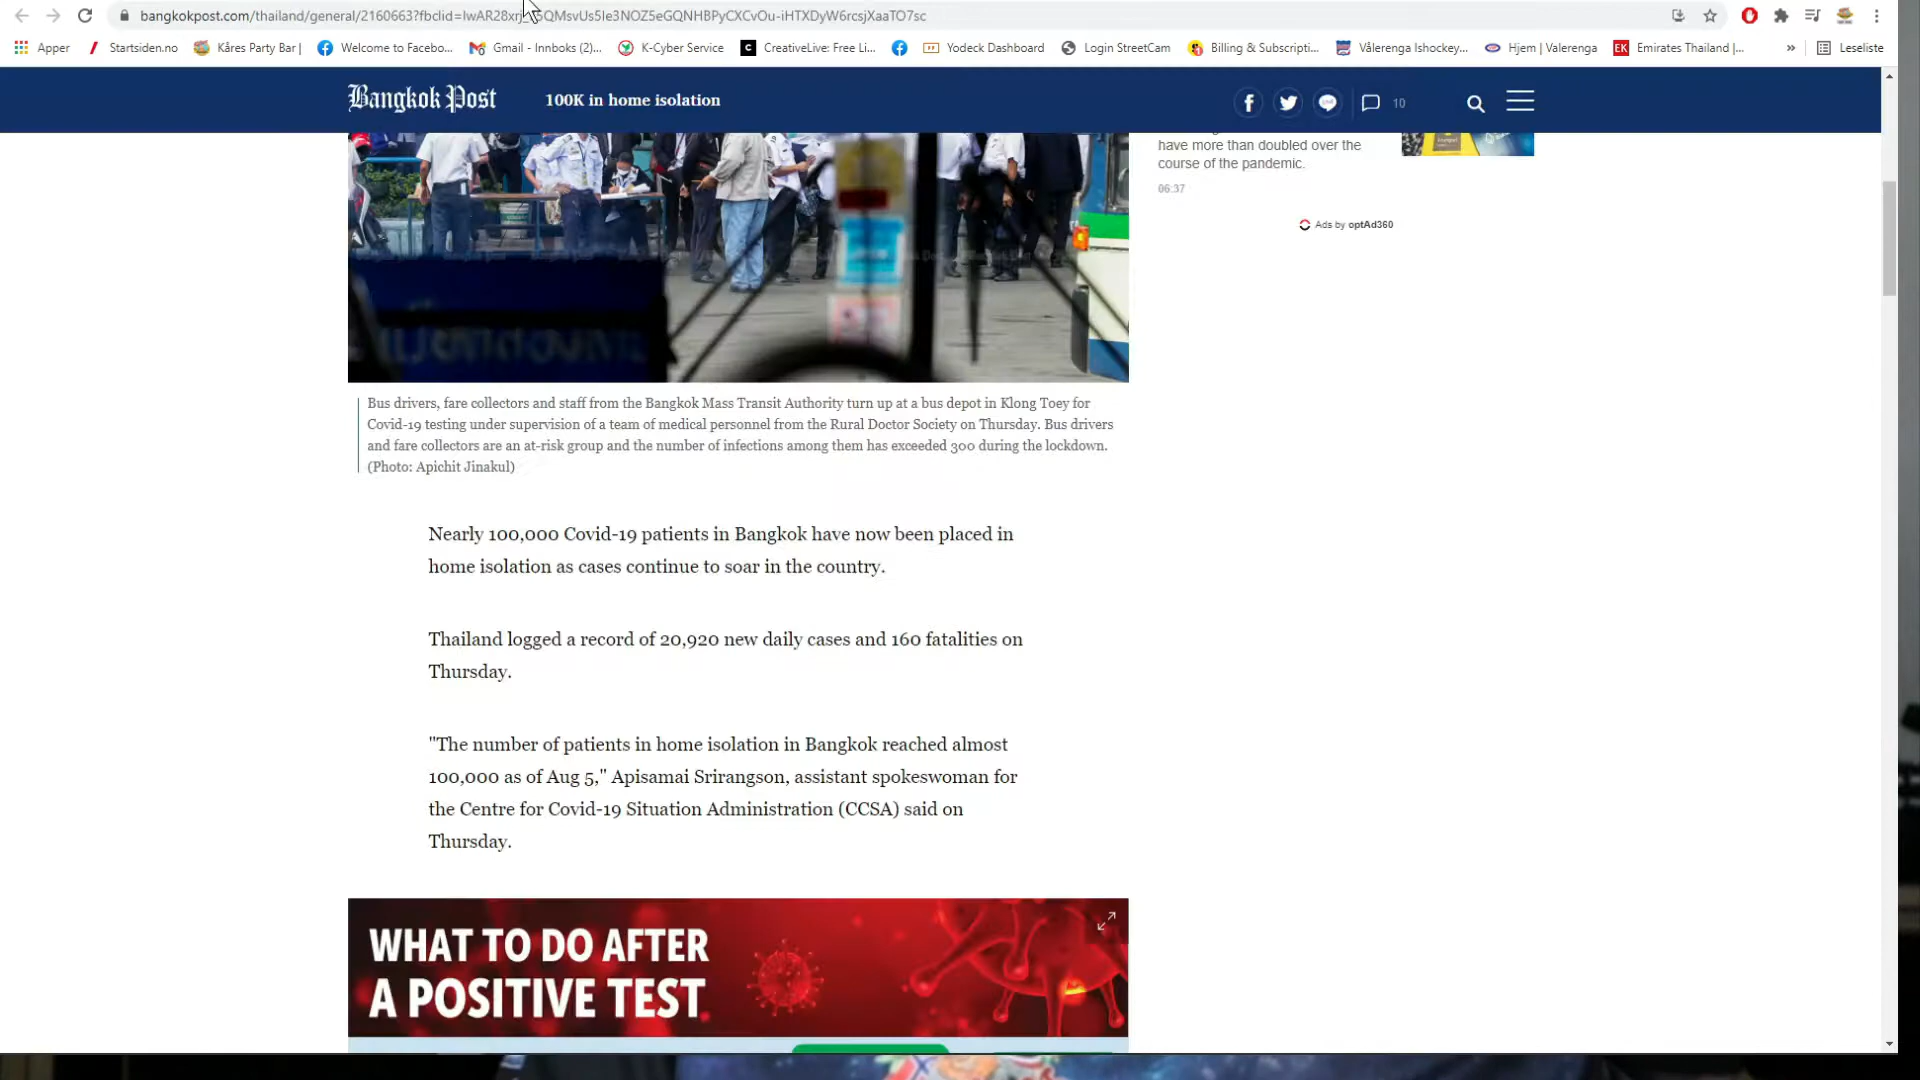 bangkokpost.com/thailand/general/2160663?fbclid=IwAR28xrj_5QMsvUs5Ie3NOZ5eGQNHBPyCXCvOu-iHTXDyW6rcsjXaaTO7sc
Apper Startsiden.no Kåres Party Bar | Welcome to Facebo... Gmail - Innboks (2)... K-Cyber Service CreativeLive: Free Li... Yodeck Dashboard Login StreetCam Billing & Subscripti... Vålerenga Ishockey... Hjem | Valerenga EK Emirates Thailand |... » Leseliste
Bangkok Post 100K in home isolation 10
have more than doubled over the
course of the pandemic.
06:37
Ads by optAd360
Bus drivers, fare collectors and staff from the Bangkok Mass Transit Authority turn up at a bus depot in Klong Toey for
Covid-19 testing under supervision of a team of medical personnel from the Rural Doctor Society on Thursday. Bus drivers
and fare collectors are an at-risk group and the number of infections among them has exceeded 300 during the lockdown.
(Photo: Apichit Jinakul)
Nearly 100,000 Covid-19 patients in Bangkok have now been placed in
home isolation as cases continue to soar in the country.
Thailand logged a record of 20,920 new daily cases and 160 fatalities on
Thursday.
"The number of patients in home isolation in Bangkok reached almost
100,000 as of Aug 5," Apisamai Srirangson, assistant spokeswoman for
the Centre for Covid-19 Situation Administration (CCSA) said on
Thursday.
WHAT TO DO AFTER
A POSITIVE TEST